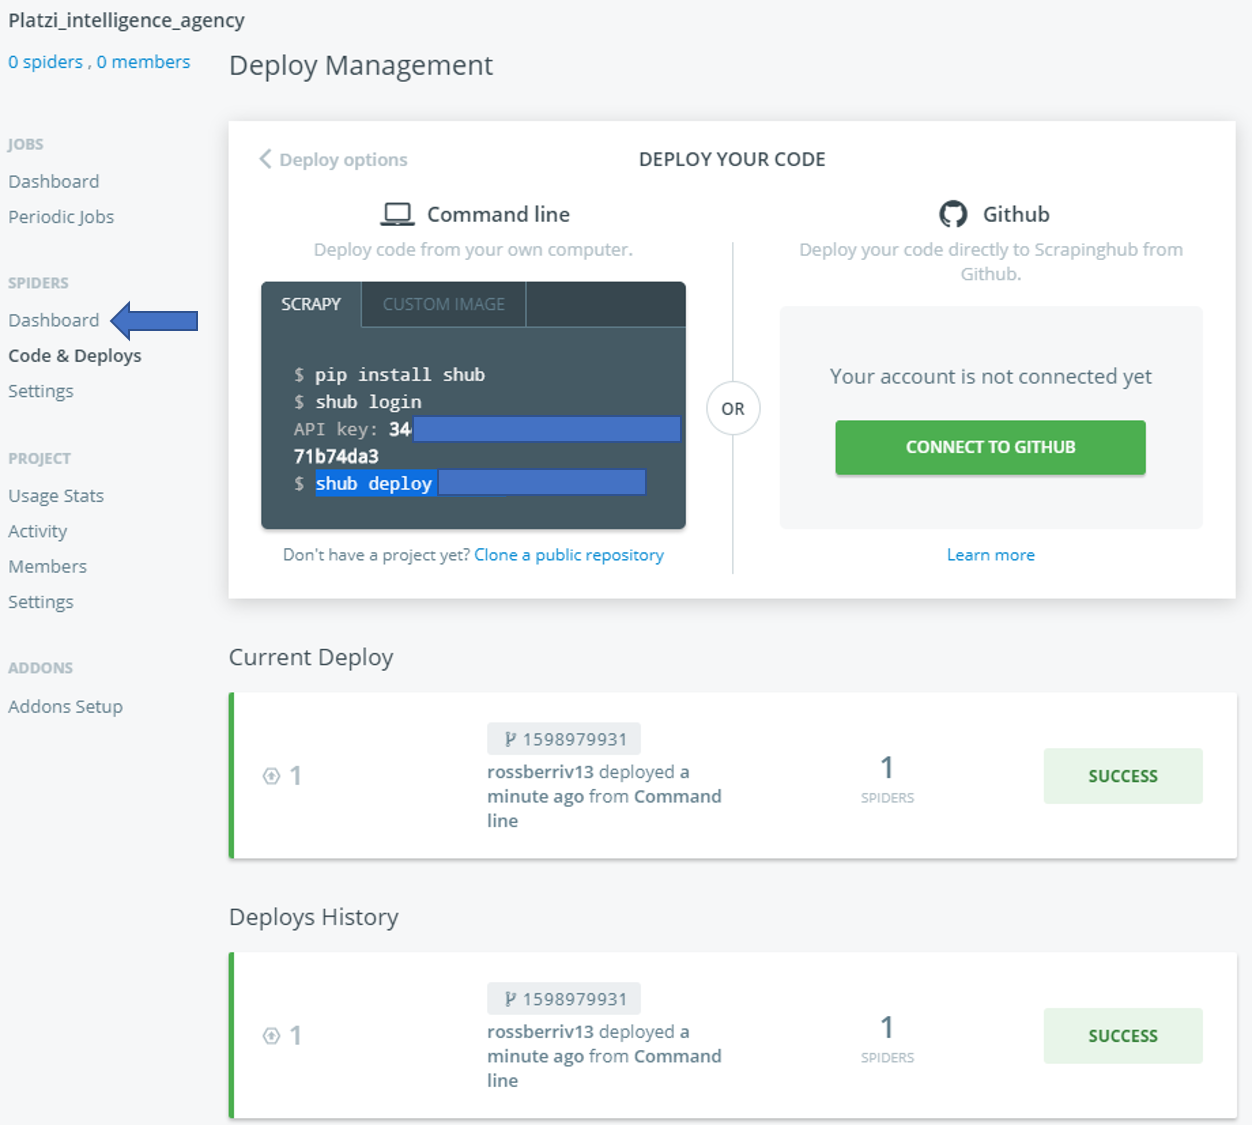 Platzi_intelligence_agency
0 spiders , 0 members
JOBS
Dashboard
Periodic Jobs
SPIDERS
Dashboard
Code & Deploys
Settings
PROJECT
Usage Stats
Activity
Members
Settings
ADDONS
Addons Setup
Deploy Management
Deploy options
DEPLOY YOUR CODE
Command line
Deploy code from your own computer.
SCRAPY
CUSTOM IMAGE
$ pip install shub
$ shub login
API key: 34
71b74da3
$ shub deploy
Don't have a project yet? Clone a public repository
OR
Github
Deploy your code directly to Scrapinghub from
Github.
Your account is not connected yet
CONNECT TO GITHUB
Learn more
Current Deploy
1
1598979931
rossberriv13 deployed a
minute ago from Command
line
1
SPIDERS
SUCCESS
Deploys History
1
1598979931
rossberriv13 deployed a
minute ago from Command
line
1
SPIDERS
SUCCESS